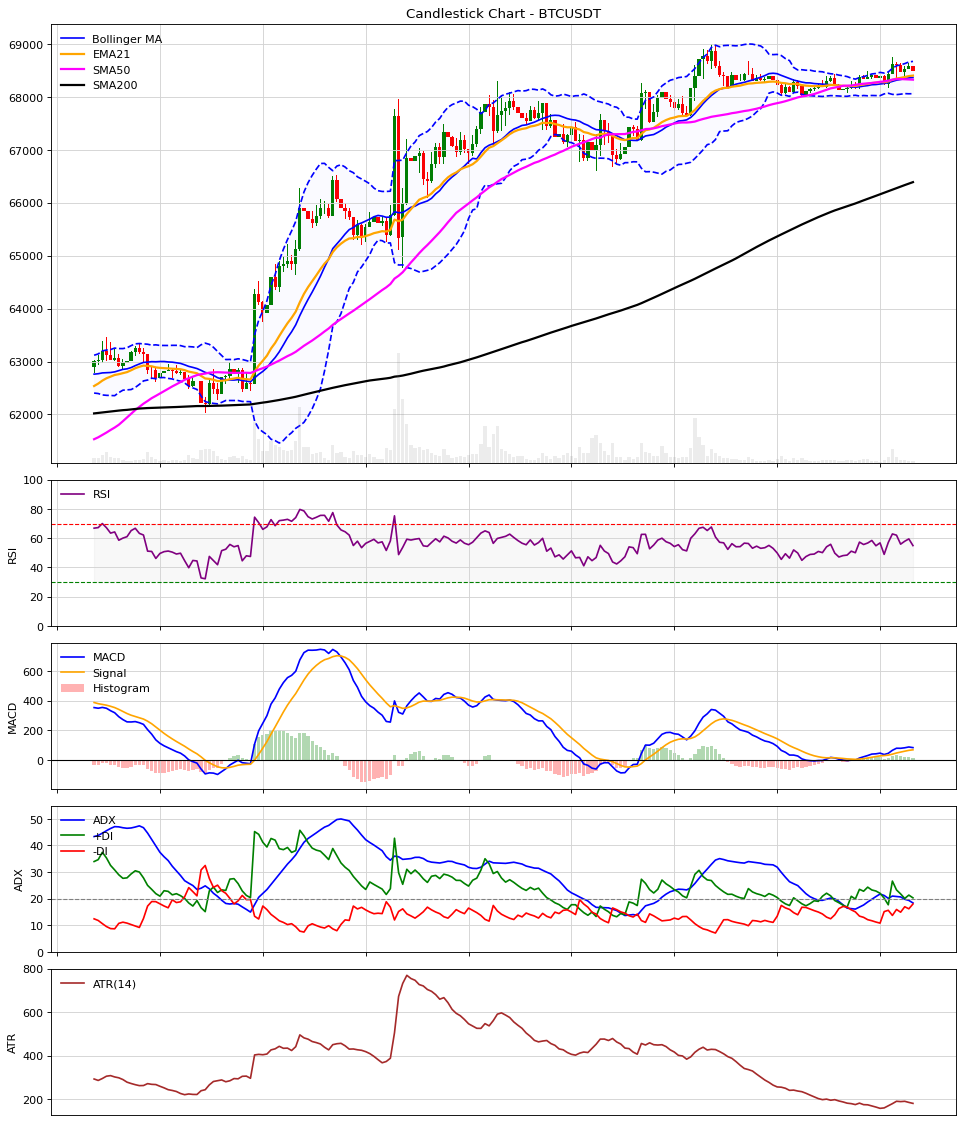 Candlestick Chart - BTCUSDT
Bollinger MA
EMA21
SMA50
SMA200
69000
68000
67000
66000
65000
64000
63000
62000
RSI
RSI
100
80
60
40
20
0
MACD
Signal
Histogram
MACD
600
400
200
0
ADX
+DI
-DI
ADX
50
40
30
20
10
0
ATR(14)
ATR
800
600
400
200